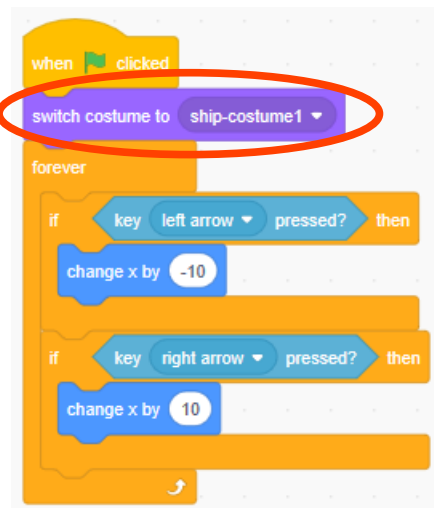 when clicked
switch costume to ship-costume1
forever
if key left arrow pressed? then
change x by -10
if key right arrow pressed? then
change x by 10